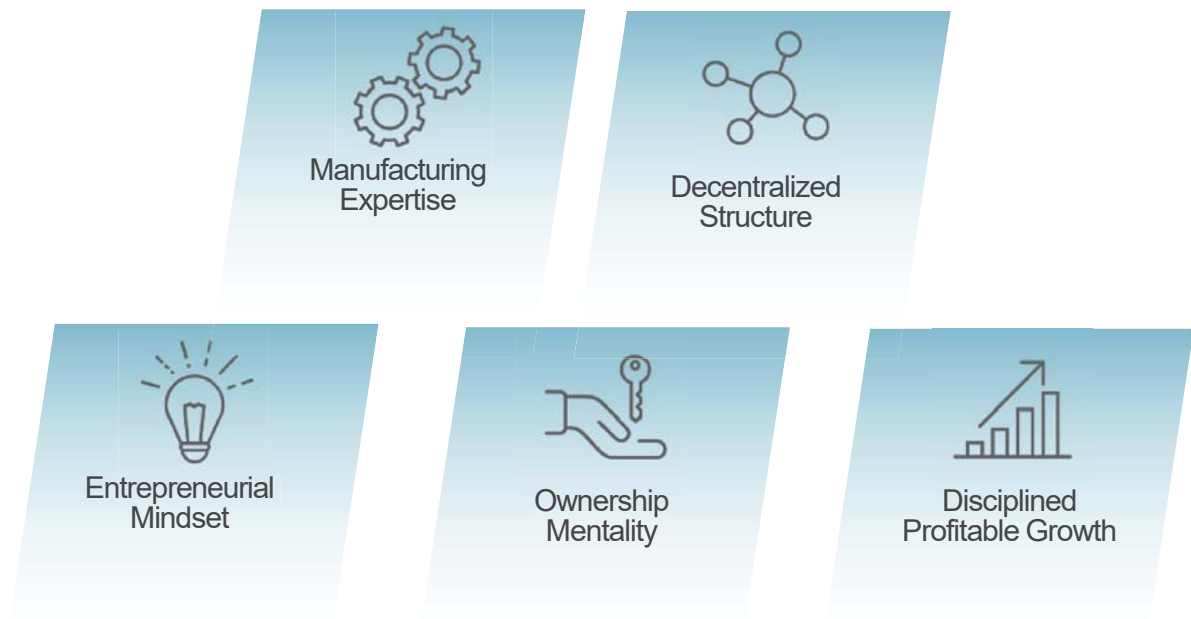 Manufacturing
Expertise
Decentralized
Structure
Entrepreneurial
Mindset
Ownership
Mentality
Disciplined
Profitable Growth